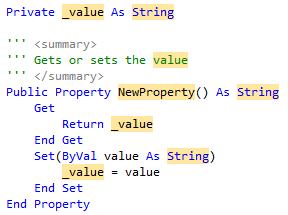 Private _value As String
''' <summary>
''' Gets or sets the value
''' </summary>
Public Property NewProperty() As String
Get
Return _value
End Get
Set(ByVal value As String)
_value = value
End Set
End Property